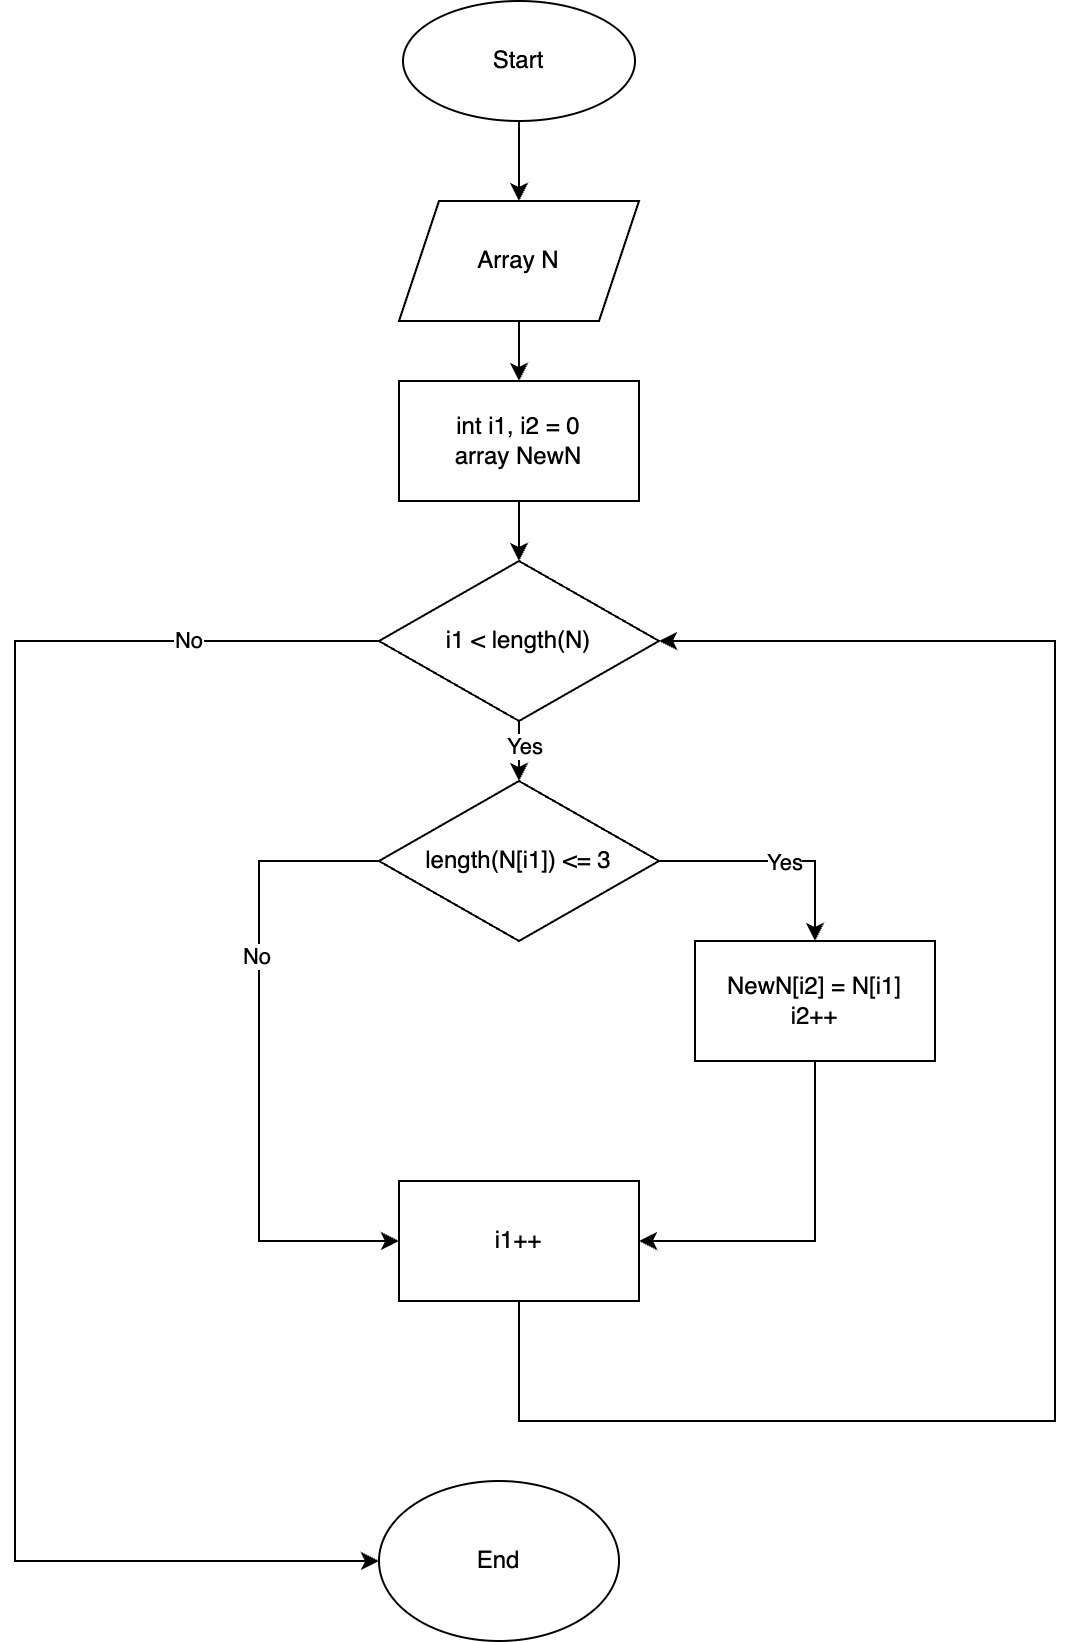 Start
Array N
int i1, i2 = 0
array NewN
i1 < length(N)
No
Yes
length(N[i1]) <= 3
Yes
No
NewN[i2] = N[i1]
i2++
i1++
End